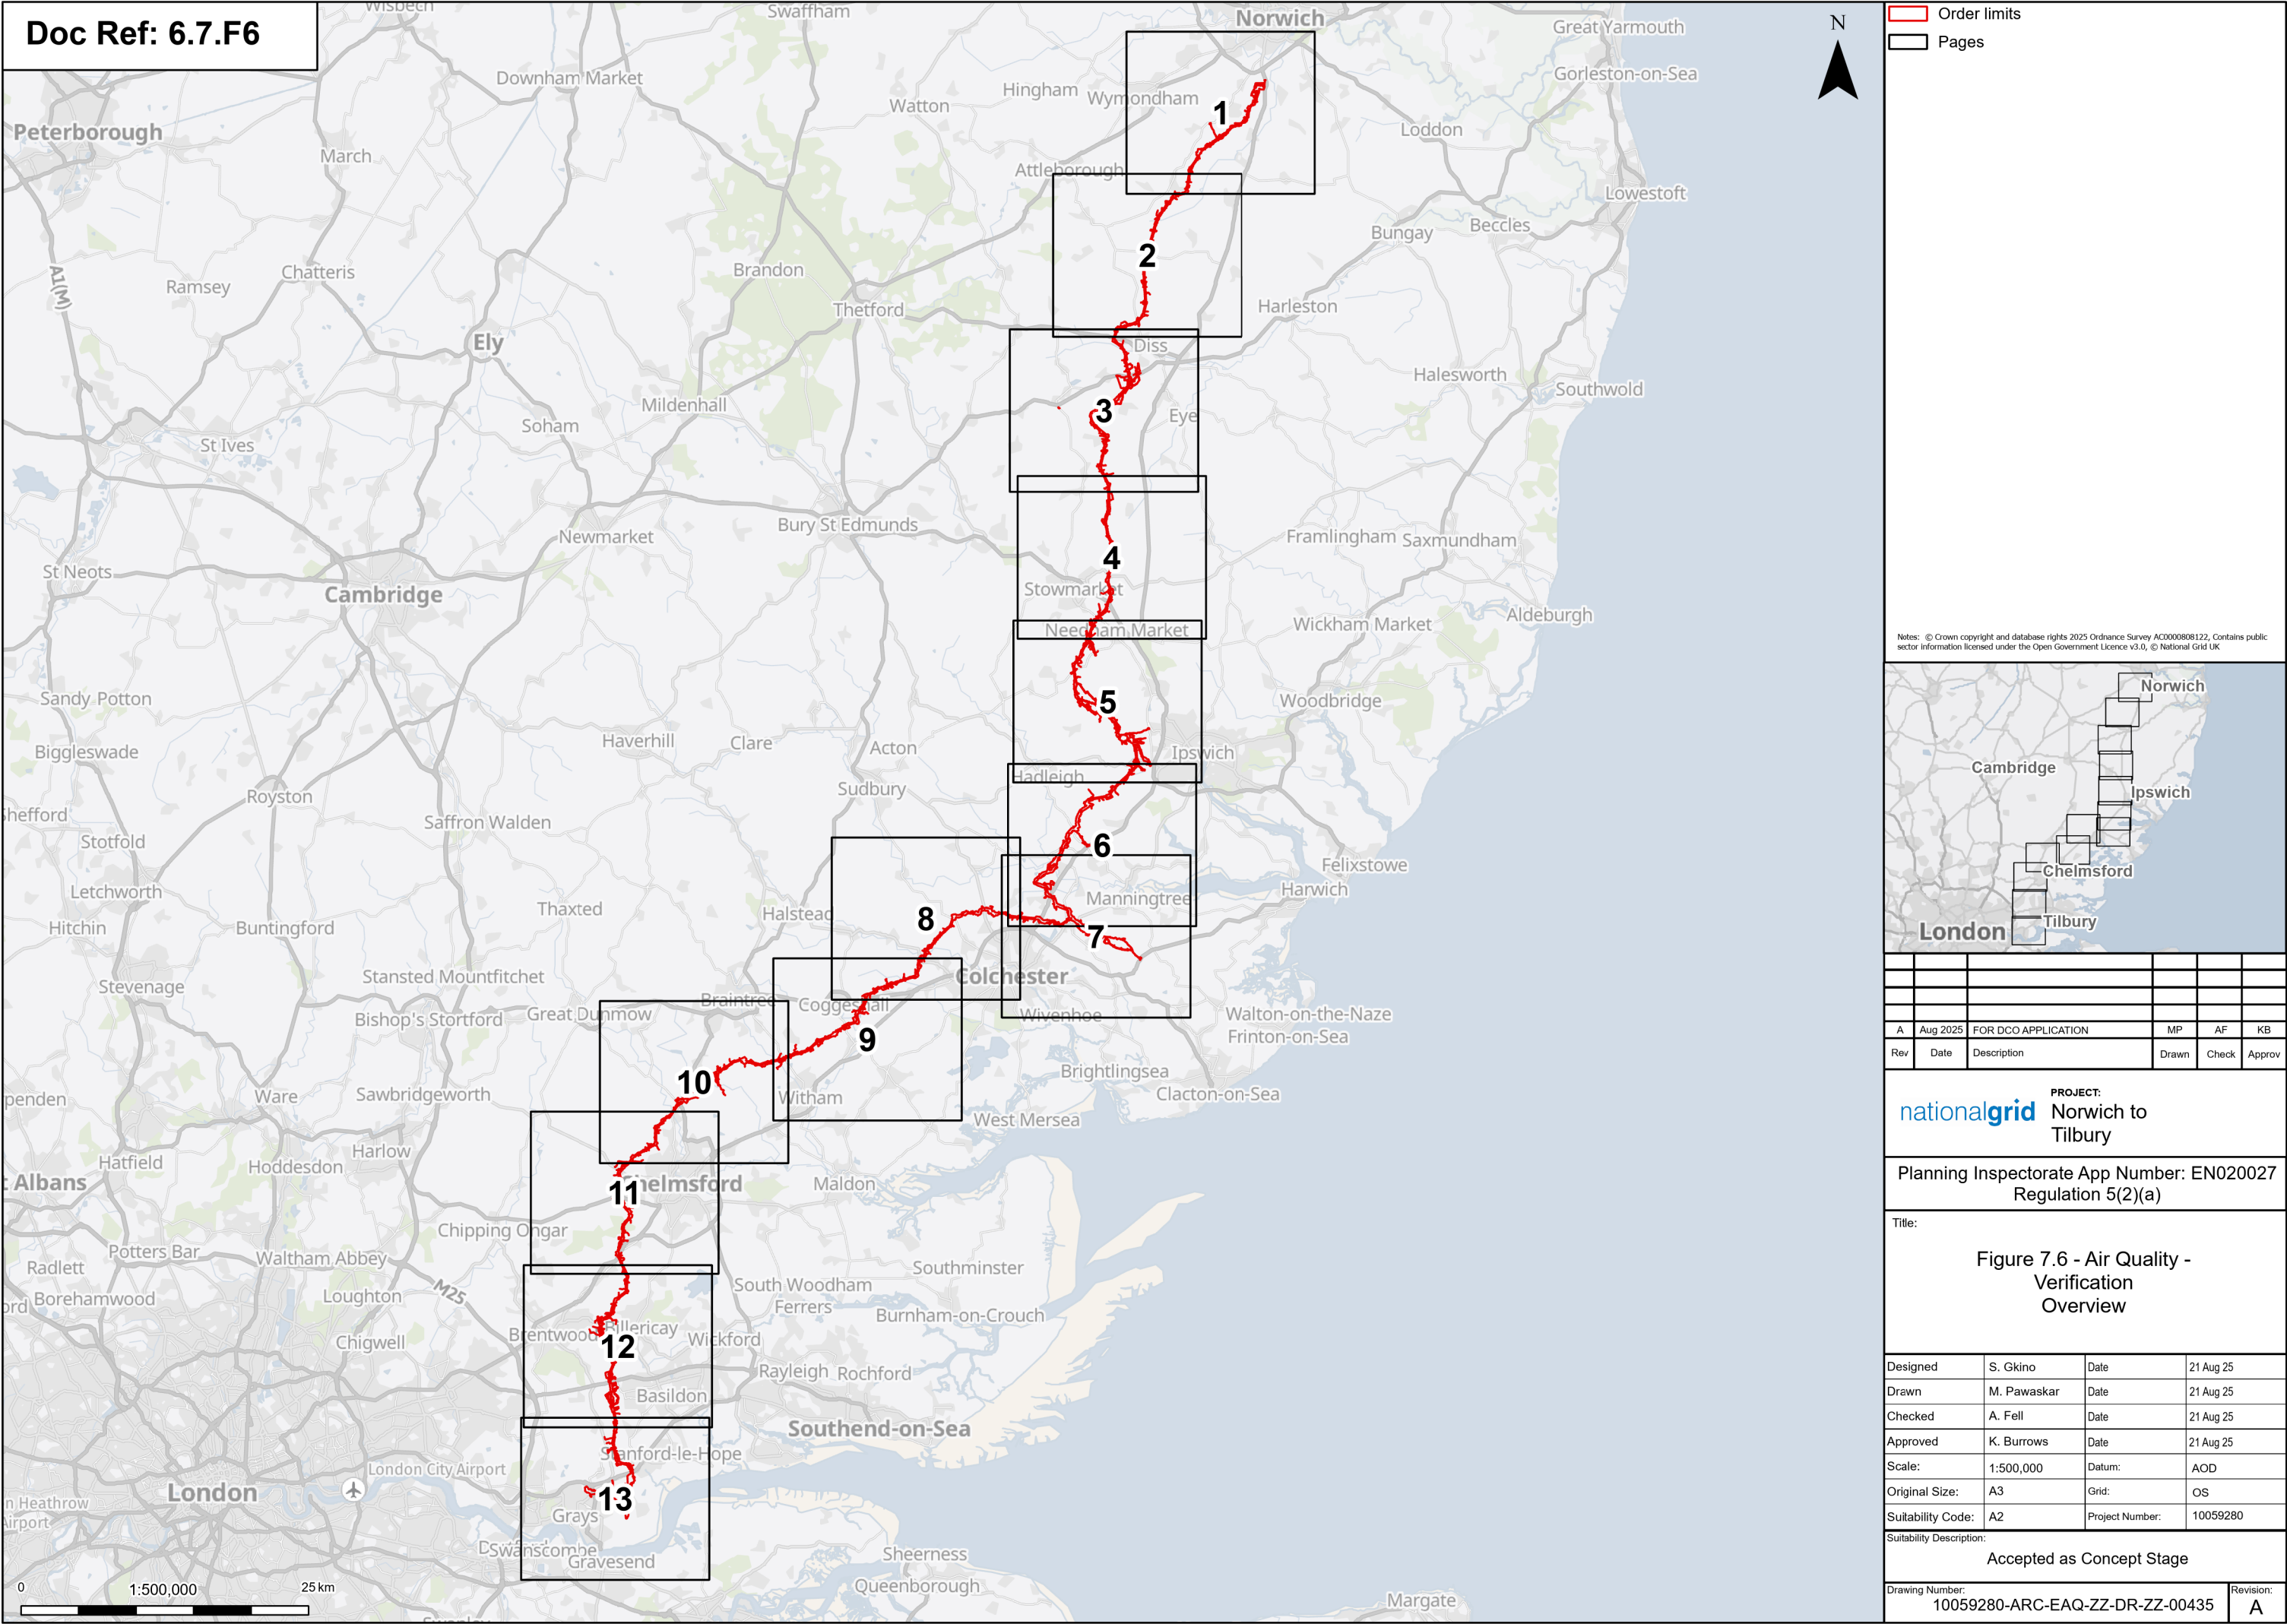 Doc Ref: 6.7.F6
Wisbech
Swaffham
Norwich
Great Yarmouth
N
Downham Market
Hingham
Wymondham
Gorleston-on-Sea
Watton
1
Peterborough
March
Loddon
Attleborough
Lowestoft
Bungay
Beccles
2
A1(M)
Chatteris
Ramsey
Brandon
Thetford
Harleston
Ely
Diss
Halesworth
Southwold
Mildenhall
Soham
3
Eye
St Ives
Bury St Edmunds
Newmarket
Framlingham
Saxmundham
4
St Neots
Cambridge
Stowmarket
Aldeburgh
Needham Market
Wickham Market
Sandy Potton
5
Woodbridge
Biggleswade
Haverhill
Clare
Acton
Ipswich
Hadleigh
Sudbury
Royston
Shefford
Saffron Walden
Stotfold
6
Felixstowe
Letchworth
Harwich
Manningtree
Thaxted
Halstead
8
Hitchin
Buntingford
7
Stansted Mountfitchet
Colchester
Stevenage
Braintree
Coggeshall
Great Dunmow
Bishop's Stortford
Wivenhoe
Walton-on-the-Naze
Frinton-on-Sea
9
Brightlingsea
10
Sawbridgeworth
Ware
penden
Witham
Clacton-on-Sea
West Mersea
Hatfield
Hoddesdon
Harlow
t Albans
11
helmsford
Maldon
Chipping Ongar
Potters Bar
Waltham Abbey
Radlett
M25
South Woodham
Ferrers
Southminster
ord
Borehamwood
Loughton
Burnham-on-Crouch
Chigwell
Brentwood
Billericay
Wickford
12
Rayleigh
Rochford
Basildon
Southend-on-Sea
Stanford-le-Hope
London City Airport
London
n Heathrow
Airport
13
Grays
Swanscombe
Gravesend
Sheerness
Queenborough
Margate
0
1:500,000
25 km
Order limits
Pages
Notes: © Crown copyright and database rights 2025 Ordnance Survey AC0000808122, Contains public
sector information licensed under the Open Government Licence v3.0, © National Grid UK
Norwich
Cambridge
Ipswich
Chelmsford
Tilbury
London
A Aug 2025 FOR DCO APPLICATION MP AF KB
Rev Date Description Drawn Check Approv
nationalgrid
PROJECT:
Norwich to
Tilbury
Planning Inspectorate App Number: EN020027
Regulation 5(2)(a)
Title:
Figure 7.6 - Air Quality -
Verification
Overview
Designed S. Gkino Date 21 Aug 25
Drawn M. Pawaskar Date 21 Aug 25
Checked A. Fell Date 21 Aug 25
Approved K. Burrows Date 21 Aug 25
Scale: 1:500,000 Datum: AOD
Original Size: A3 Grid: OS
Suitability Code: A2 Project Number: 10059280
Suitability Description:
Accepted as Concept Stage
Drawing Number:
10059280-ARC-EAQ-ZZ-DR-ZZ-00435
Revision:
A